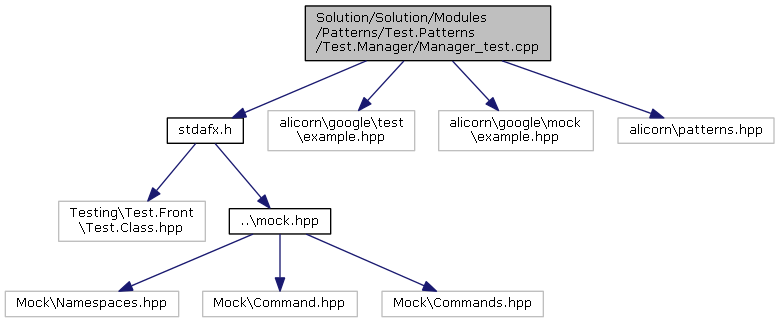 Solution/Solution/Modules
/Patterns/Test.Patterns
/Test.Manager/Manager_test.cpp
stdafx.h
alicorn\google\test
\example.hpp
alicorn\google\mock
\example.hpp
alicorn\patterns.hpp
Testing\Test.Front
\Test.Class.hpp
..\mock.hpp
Mock\Namespaces.hpp
Mock\Command.hpp
Mock\Commands.hpp